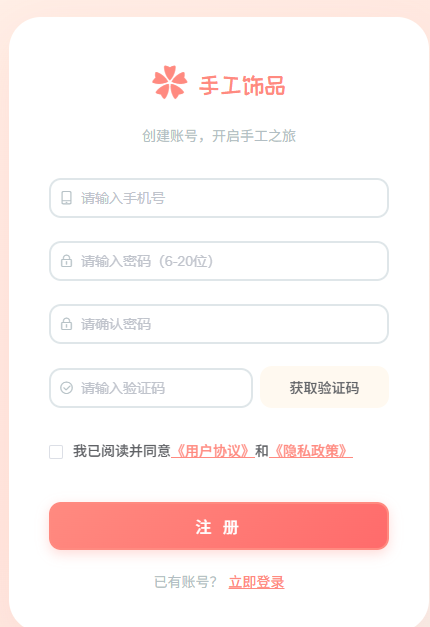 手工饰品
创建账号，开启手工之旅
请输入手机号
请输入密码（6-20位）
请确认密码
请输入验证码 获取验证码
我已阅读并同意《用户协议》和《隐私政策》
注 册
已有账号？ 立即登录